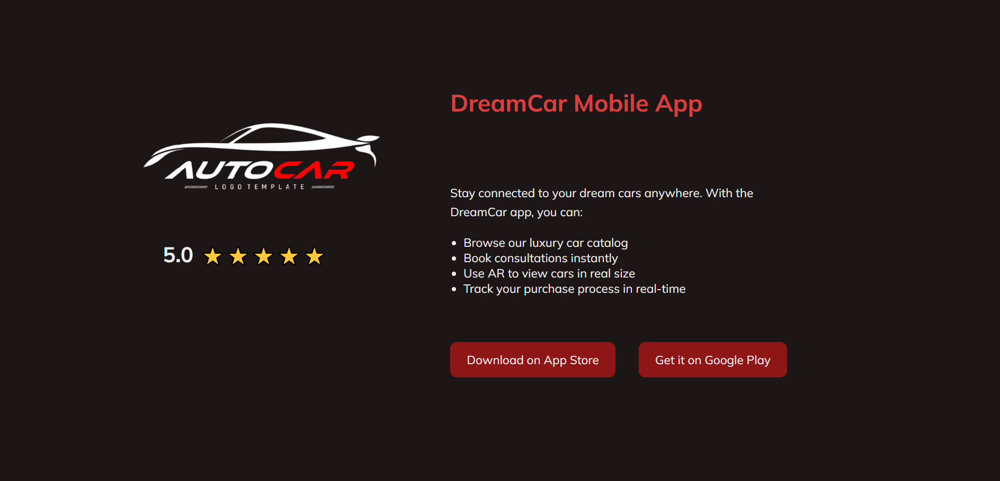 AUTOCAR
LOGO TEMPLATE
5.0
DreamCar Mobile App
Stay connected to your dream cars anywhere. With the
DreamCar app, you can:
Browse our luxury car catalog
Book consultations instantly
Use AR to view cars in real size
Track your purchase process in real-time
Download on App Store
Get it on Google Play